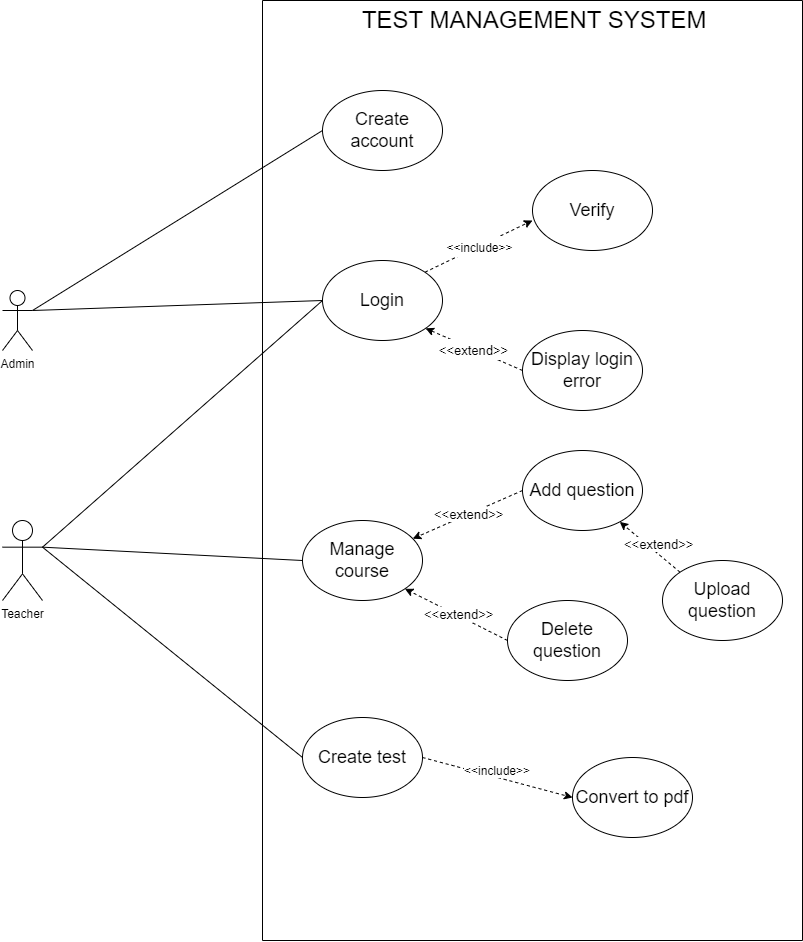 TEST MANAGEMENT SYSTEM
Create
account
Verify
<<include>>
Login
Admin
<<extend>>
Display login
error
Add question
<<extend>>
Teacher
Manage
course
<<extend>>
Upload
question
<<extend>>
Delete
question
Create test
<<include>>
Convert to pdf